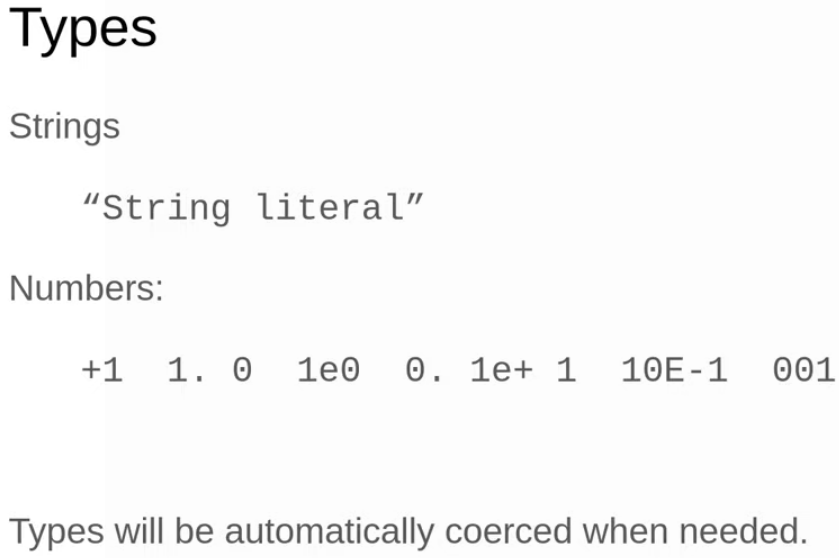 Types
Strings
“String literal”
Numbers:
+1 1. 0 1e0 0. 1e+ 1 10E-1 001
Types will be automatically coerced when needed.